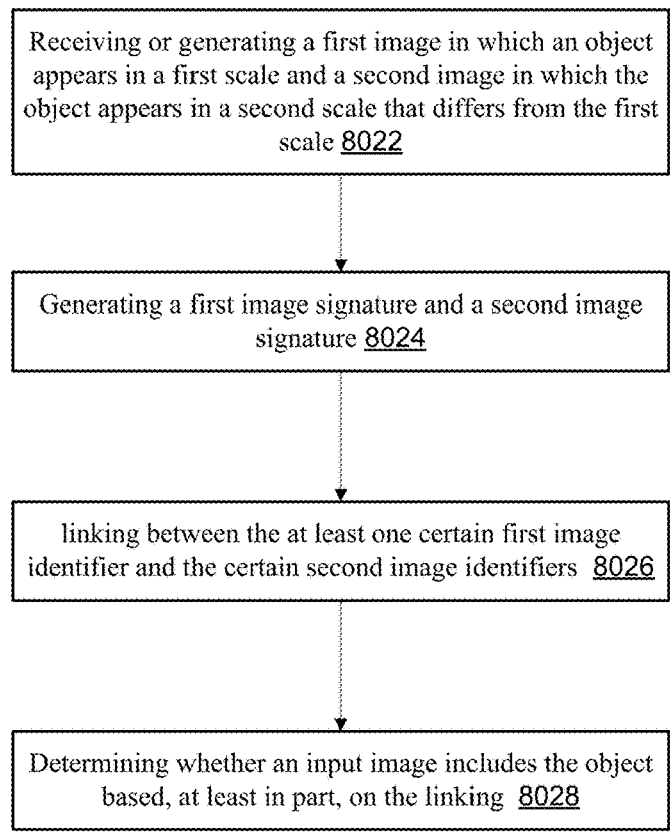 Receiving or generating a first image in which an object
appears in a first scale and a second image in which the
object appears in a second scale that differs from the first
scale 8022
Generating a first image signature and a second image
signature 8024
linking between the at least one certain first image
identifier and the certain second image identifiers 8026
Determining whether an input image includes the object
based, at least in part, on the linking 8028